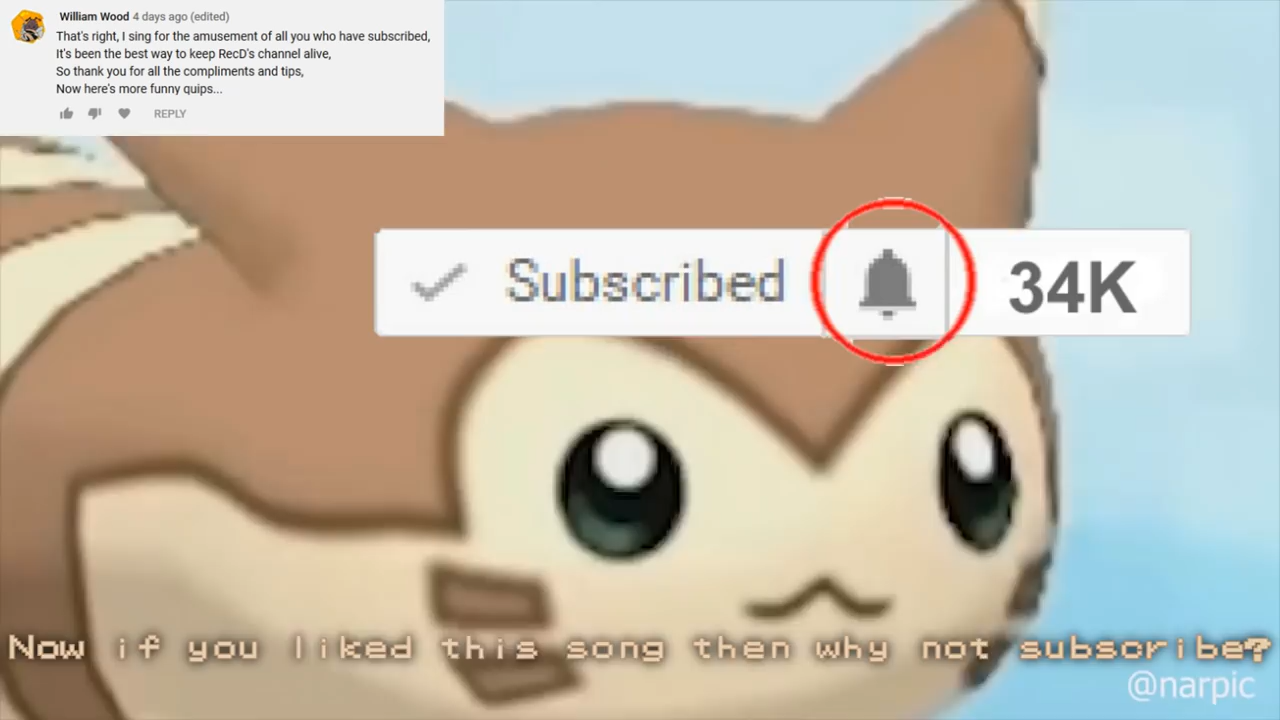 William Wood 4 days ago (edited)
That's right, I sing for the amusement of all you who have subscribed,
It's been the best way to keep RecD's channel alive,
So thank you for all the compliments and tips,
Now here's more funny quips...
REPLY
Subscribed 34K
Now if you liked this song then why not subscribe?
@narpic